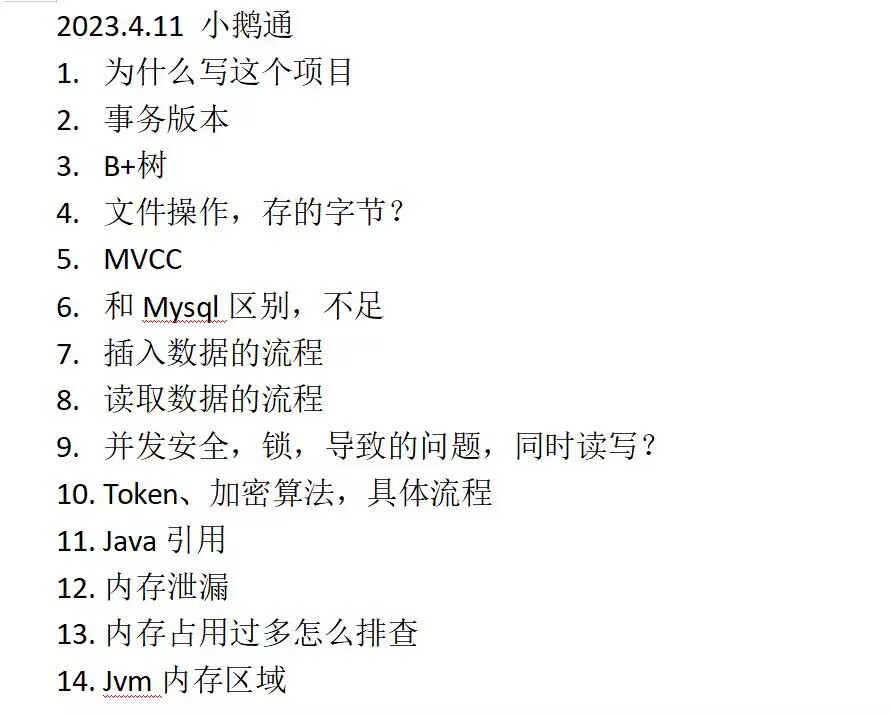 2023.4.11 小鹅通
1. 为什么写这个项目
2. 事务版本
3. B+树
4. 文件操作，存的字节？
5. MVCC
6. 和 Mysql 区别，不足
7. 插入数据的流程
8. 读取数据的流程
9. 并发安全，锁，导致的问题，同时读写？
10. Token、加密算法，具体流程
11. Java 引用
12. 内存泄漏
13. 内存占用过多怎么排查
14. Jvm 内存区域